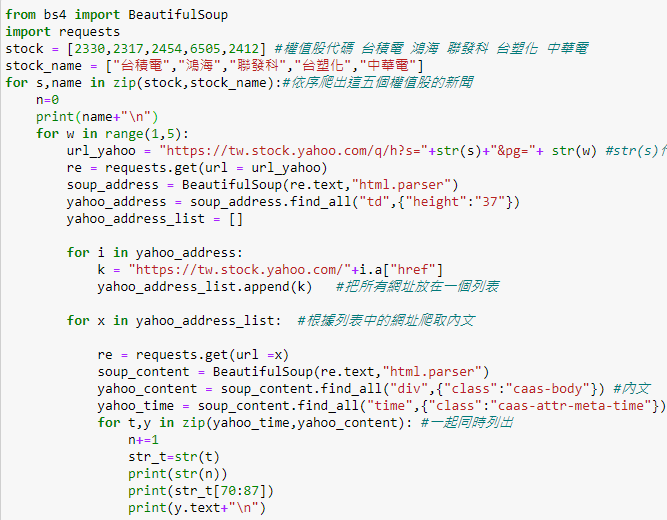 from bs4 import BeautifulSoup
import requests
stock = [2330,2317,2454,6505,2412] #權值股代碼 台積電 鴻海 聯發科 台塑化 中華電
stock_name = ["台積電","鴻海","聯發科","台塑化","中華電"]
for s,name in zip(stock,stock_name):#依序爬出這五個權值股的新聞
    n=0
    print(name+"\n")
    for w in range(1,5):
        url_yahoo = "https://tw.stock.yahoo.com/q/h?s="+str(s)+"&pg="+ str(w) #str(s)
        re = requests.get(url = url_yahoo)
        soup_address = BeautifulSoup(re.text,"html.parser")
        yahoo_address = soup_address.find_all("td",{"height":"37"})
        yahoo_address_list = []
        for i in yahoo_address:
            k = "https://tw.stock.yahoo.com/"+i.a["href"]
            yahoo_address_list.append(k)   #把所有網址放在一個列表
        for x in yahoo_address_list:  #根據列表中的網址爬取內文
            re = requests.get(url =x)
            soup_content = BeautifulSoup(re.text,"html.parser")
            yahoo_content = soup_content.find_all("div",{"class":"caas-body"}) #內文
            yahoo_time = soup_content.find_all("time",{"class":"caas-attr-meta-time"})
            for t,y in zip(yahoo_time,yahoo_content): #一起同時列出
                n+=1
                str_t=str(t)
                print(str(n))
                print(str_t[70:87])
                print(y.text+"\n")